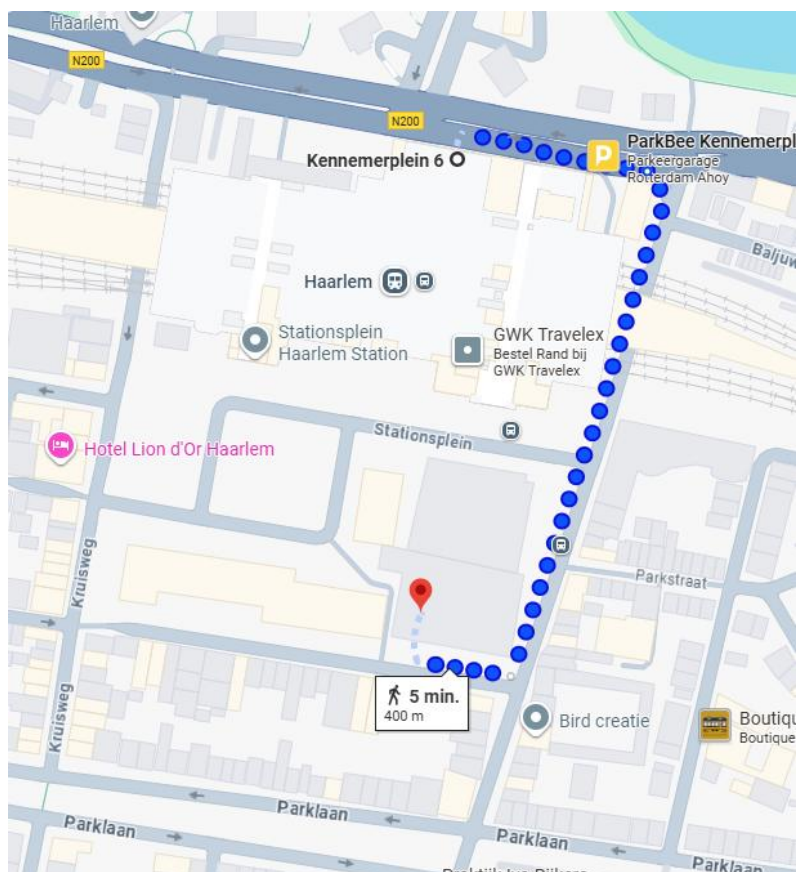 Haarlem
N200
N200
ParkBee Kennemerpl
Parkeergarage
Rotterdam Ahoy
Kennemerplein 6
Baljuw
Haarlem
GWK Travelex
Bestel Rand bij
GWK Travelex
Stationsplein
Haarlem Station
Stationsplein
Hotel Lion d'Or Haarlem
Parkstraat
Kruisweg
5 min.
400 m
Bird creatie
Boutiqu
Boutique
Kruisweg
Parklaan
Parklaan
Parklaan
Parklaan